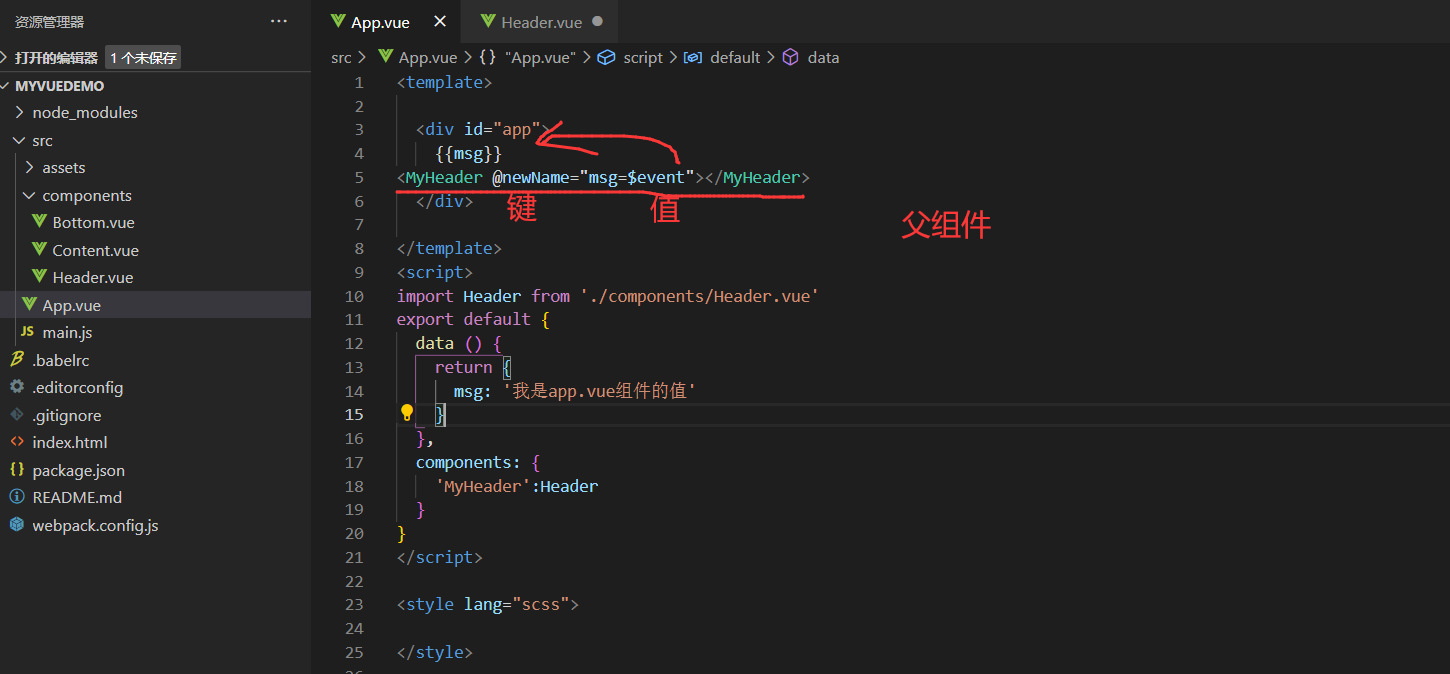 资源管理器 ···
打开的编辑器 1 个未保存
MYVUEDEMO
node_modules
src
assets
components
Bottom.vue
Content.vue
Header.vue
App.vue
JS main.js
.babelrc
.editorconfig
.gitignore
<> index.html
{} package.json
README.md
webpack.config.js
App.vue × Header.vue ●
src > App.vue > {} "App.vue" > script > default > data
1 <template>
2
3 <div id="app">
4 {{msg}}
5 <MyHeader @newName="msg=$event"></MyHeader>
6 </div>
键 值
父组件
7
8 </template>
9 <script>
10 import Header from './components/Header.vue'
11 export default {
12 data () {
13 return {
14 msg: '我是app.vue组件的值'
15 }
16 },
17 components: {
18 'MyHeader':Header
19 }
20 }
21 </script>
22
23 <style lang="scss">
24
25 </style>